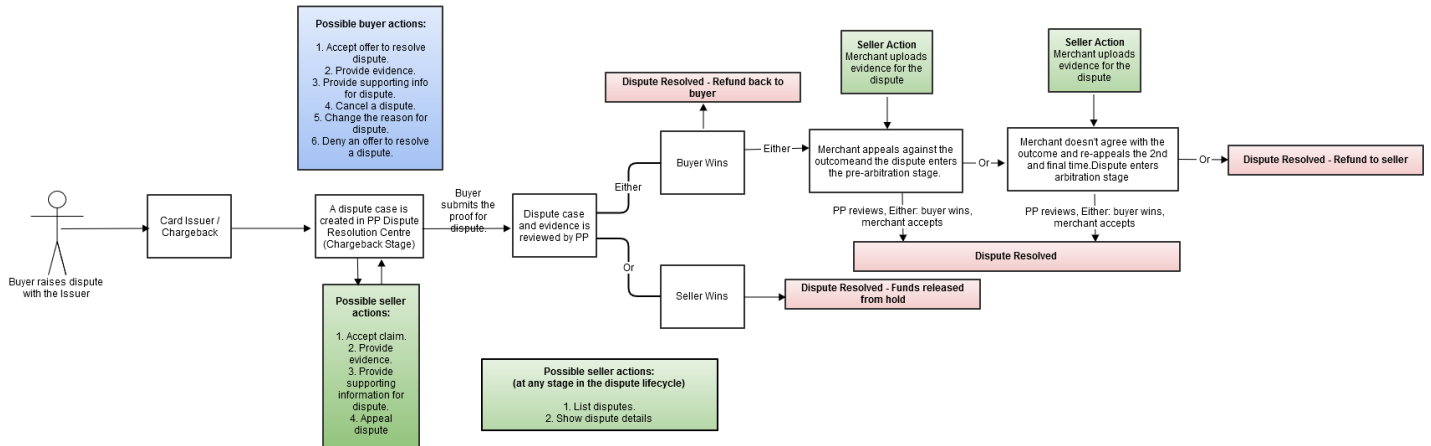 Possible buyer actions:
1. Accept offer to resolve
dispute.
2. Provide evidence.
3. Provide supporting info
for dispute.
4. Cancel a dispute.
5. Change the reason for
dispute.
6. Deny an offer to resolve
a dispute.
Buyer raises dispute
with the Issuer
Card Issuer /
Chargeback
A dispute case is
created in PP Dispute
Resolution Centre
(Chargeback Stage)
Possible seller
actions:
1. Accept claim.
2. Provide
evidence.
3. Provide
supporting
information for
dispute.
4. Appeal
dispute
Buyer
submits the
proof for
dispute.
Dispute case
and evidence is
reviewed by PP
Either
Or
Buyer Wins
Dispute Resolved - Refund back to
buyer
Seller Wins
Dispute Resolved - Funds released
from hold
Either
Seller Action
Merchant uploads
evidence for the
dispute
Merchant appeals against the
outcomeand the dispute enters
the pre-arbitration stage.
Or
Seller Action
Merchant uploads
evidence for the
dispute
Merchant doesn't agree with the
outcome and re-appeals the 2nd
and final time.Dispute enters
arbitration stage
Or
Dispute Resolved - Refund to seller
PP reviews, Either: buyer wins,
merchant accepts
PP reviews, Either: buyer wins,
merchant accepts
Dispute Resolved
Possible seller actions:
(at any stage in the dispute lifecycle)
1. List disputes.
2. Show dispute details